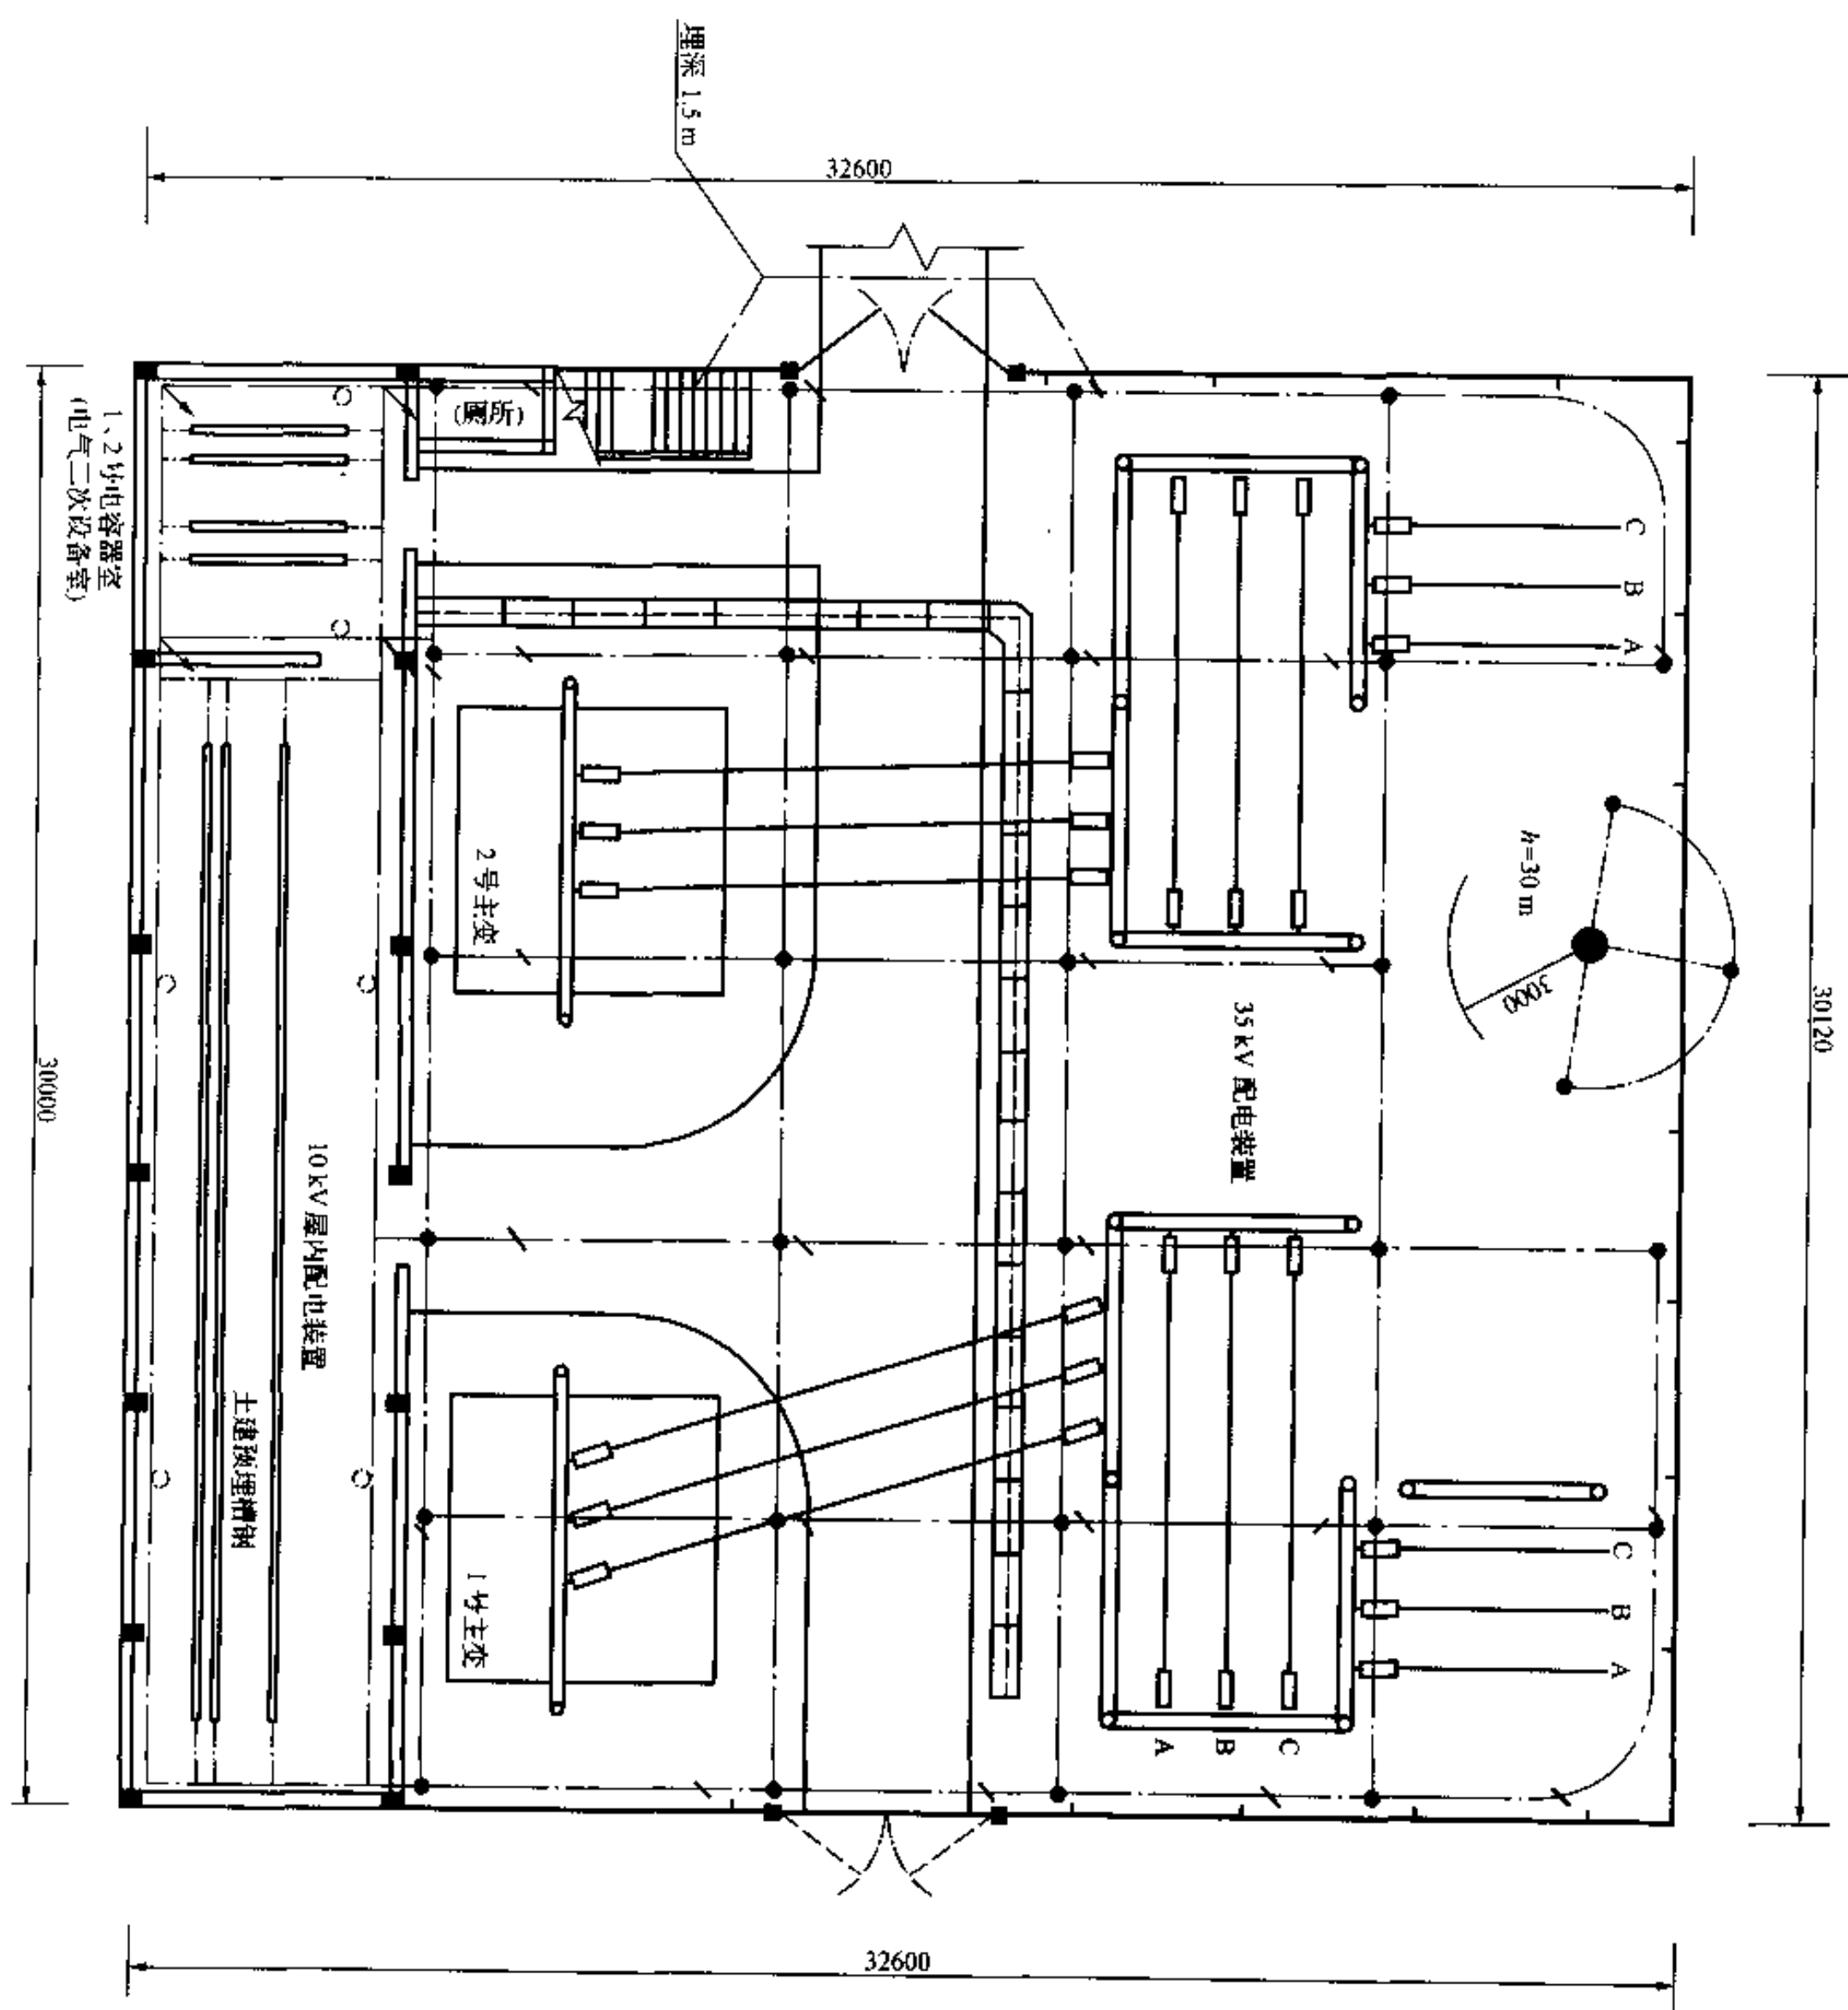 埋深 1.5 m
32600
1、2号电容器室
(电气二次设备室)
(厕所)
C
B
A
h=30 m
3000
30120
2 号主变
35 kV 配电装置
30000
10 kV 屋内配电装置
土建预埋槽钢
1 号主变
C
B
A
A
B
C
32600